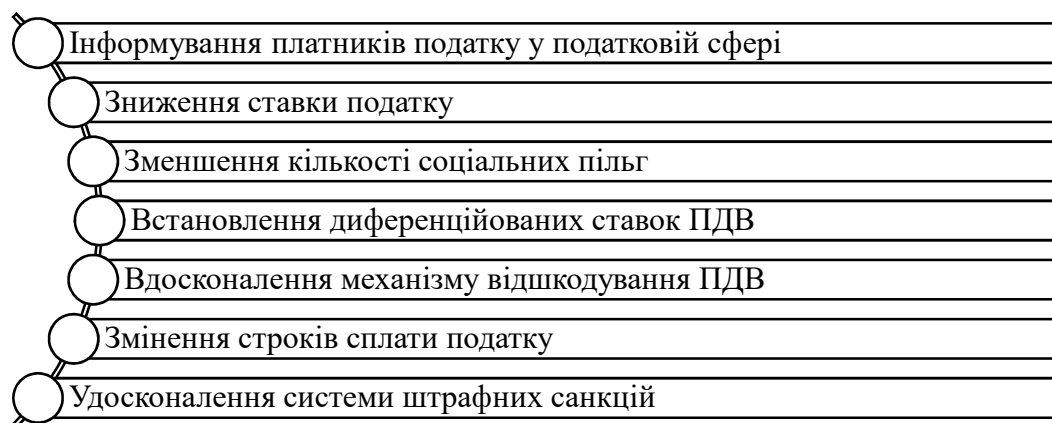 Інформування платників податку у податковій сфері
Зниження ставки податку
Зменшення кількості соціальних пільг
Встановлення диференційованих ставок ПДВ
Вдосконалення механізму відшкодування ПДВ
Змінення строків сплати податку
Удосконалення системи штрафних санкцій